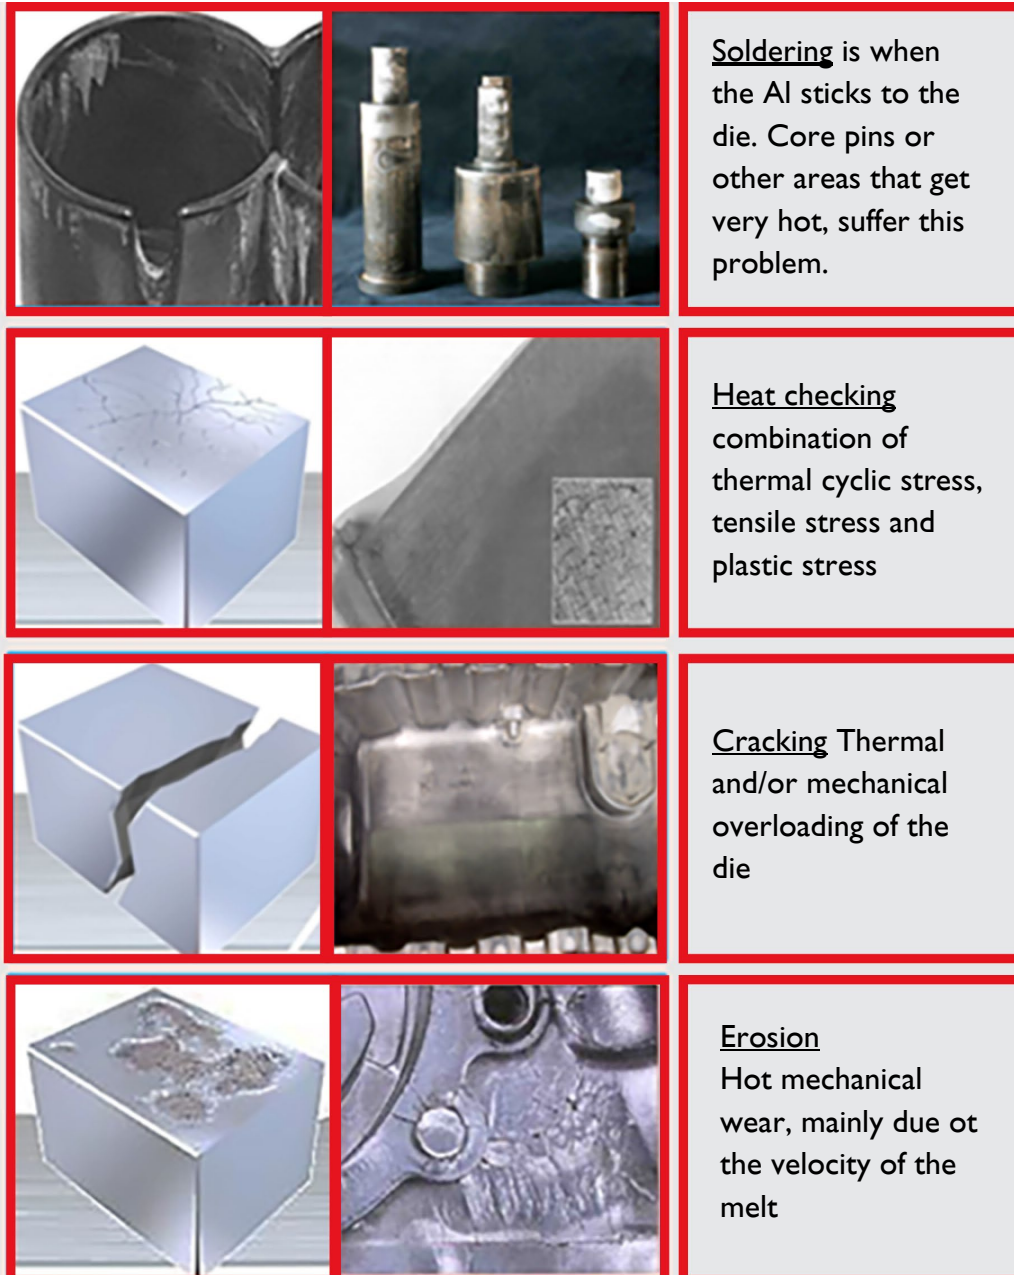 Soldering is when
the Al sticks to the
die. Core pins or
other areas that get
very hot, suffer this
problem.
Heat checking
combination of
thermal cyclic stress,
tensile stress and
plastic stress
Cracking Thermal
and/or mechanical
overloading of the
die
Erosion
Hot mechanical
wear, mainly due ot
the velocity of the
melt